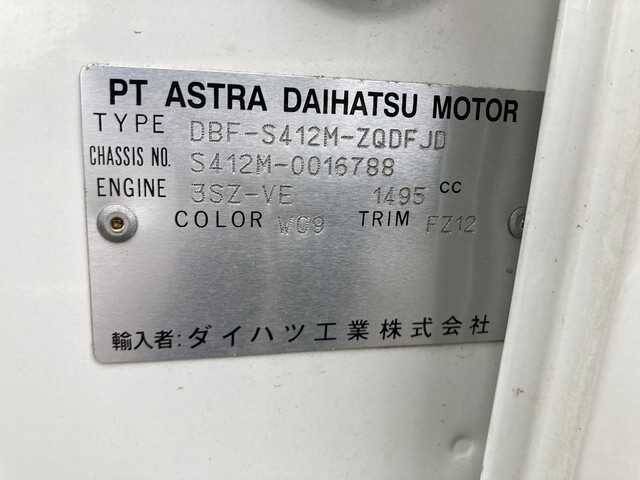 PT ASTRA DAIHATSU MOTOR
TYPE DBF-S412M-ZQDFJD
CHASSIS NO. S412M-0016788
ENGINE 3SZ-VE 1495 CC
COLOR WC9 TRIM FZ12
輸入者: ダイハツ工業株式会社